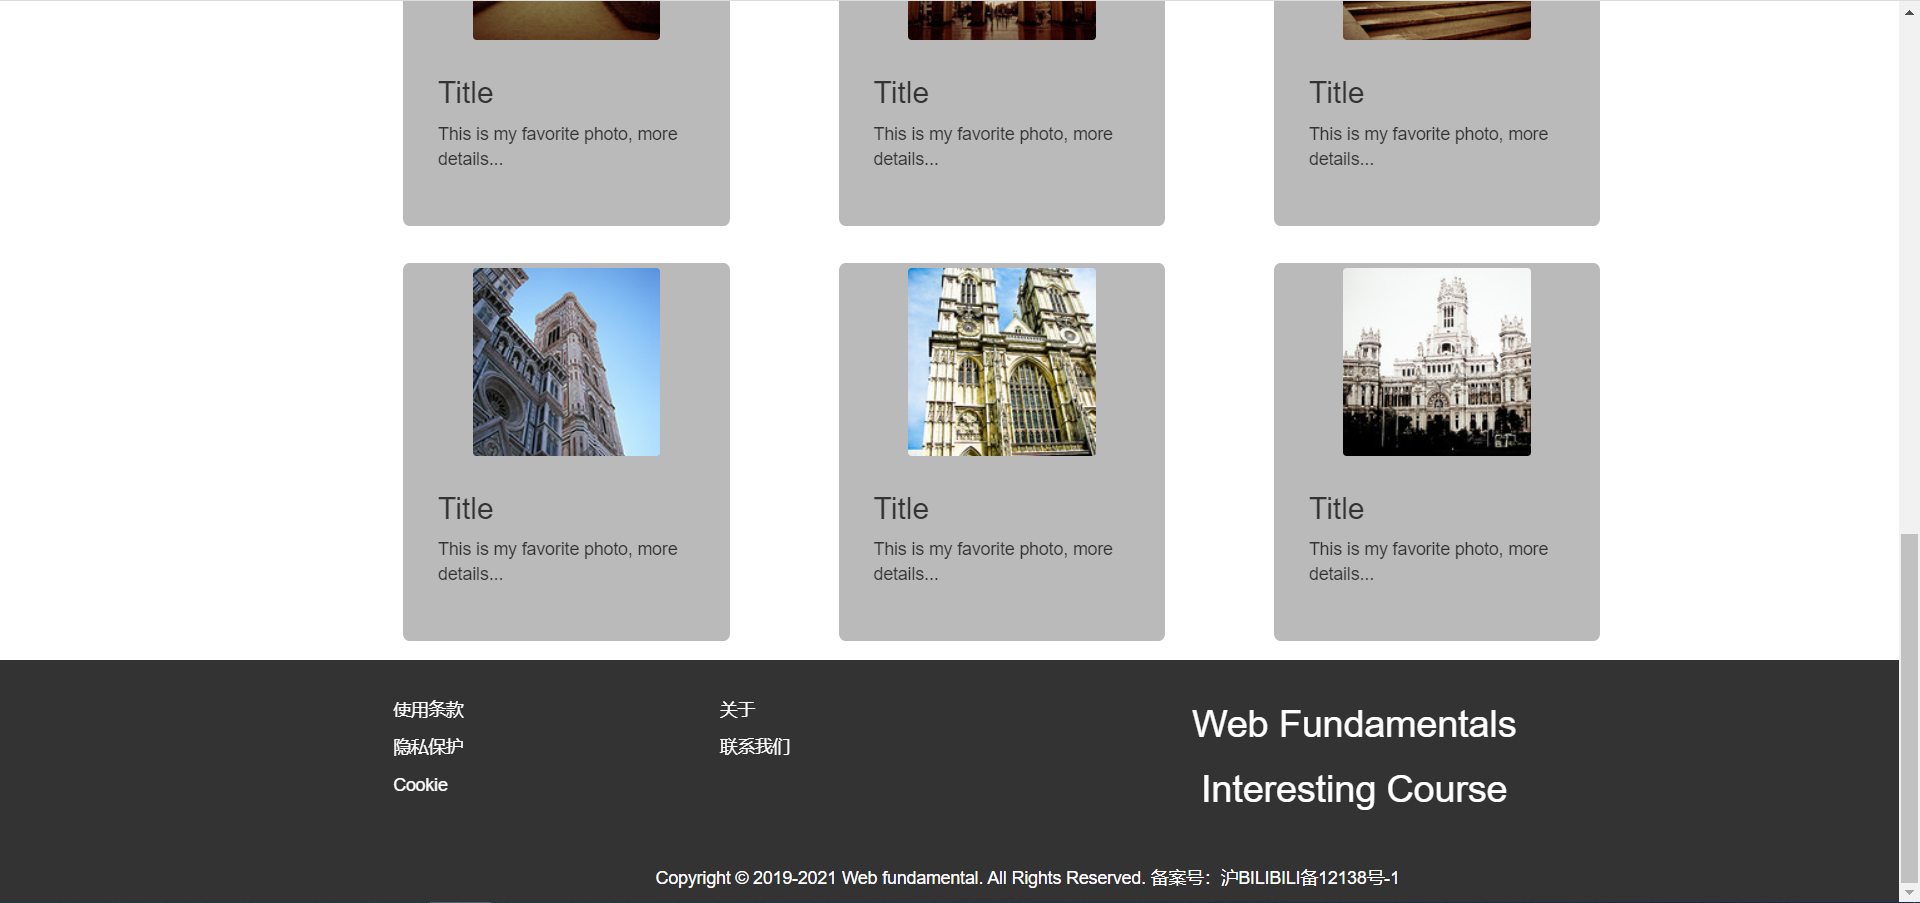 Title
This is my favorite photo, more
details...
Title
This is my favorite photo, more
details...
Title
This is my favorite photo, more
details...
Title
This is my favorite photo, more
details...
Title
This is my favorite photo, more
details...
Title
This is my favorite photo, more
details...
使用条款
隐私保护
Cookie
关于
联系我们
Web Fundamentals
Interesting Course
Copyright © 2019-2021 Web fundamental. All Rights Reserved. 备案号：沪BILIBILI备12138号-1